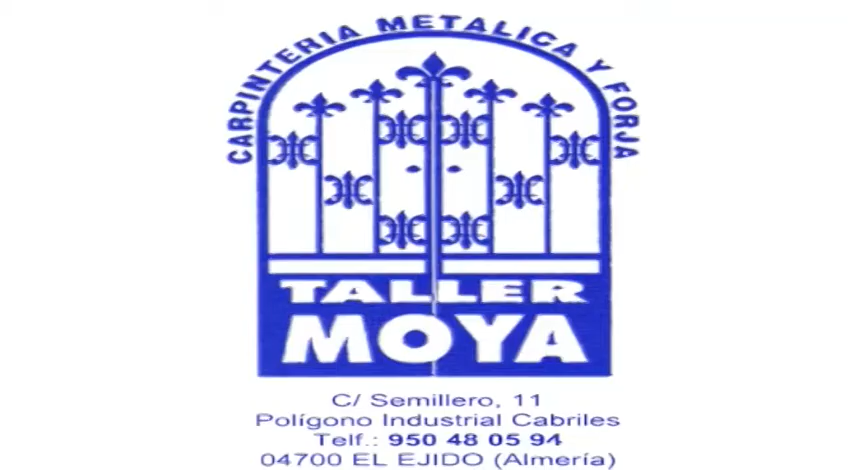 CARPINTERIA METALICA Y FORJA
TALLER
MOYA
C/ Semillero, 11
Polígono Industrial Cabriles
Telf.: 950 48 05 94
04700 EL EJIDO (Almería)